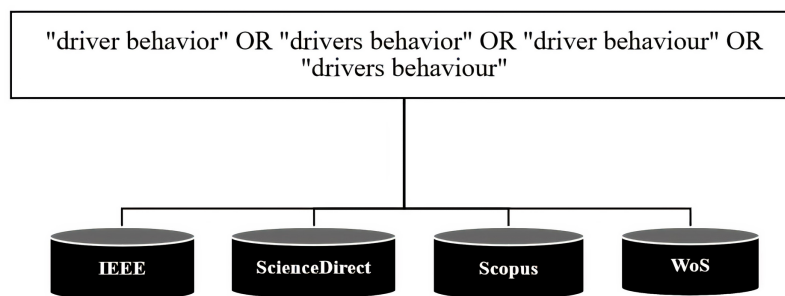 "driver behavior" OR "drivers behavior" OR "driver behaviour" OR
"drivers behaviour"
IEEE
ScienceDirect
Scopus
WoS